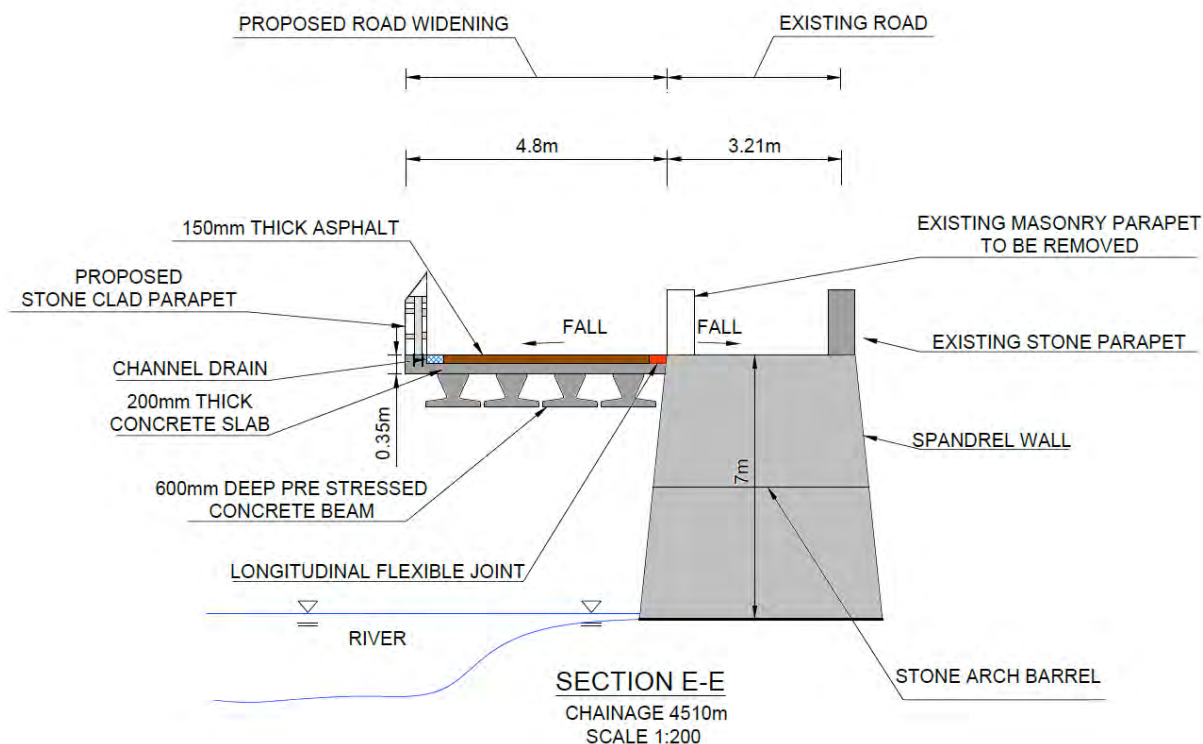 PROPOSED ROAD WIDENING
EXISTING ROAD
4.8m
3.21m
150mm THICK ASPHALT
EXISTING MASONRY PARAPET
TO BE REMOVED
PROPOSED
STONE CLAD PARAPET
FALL
FALL
EXISTING STONE PARAPET
CHANNEL DRAIN
200mm THICK
CONCRETE SLAB
0.35m
SPANDREL WALL
7m
600mm DEEP PRE STRESSED
CONCRETE BEAM
LONGITUDINAL FLEXIBLE JOINT
RIVER
STONE ARCH BARREL
SECTION E-E
CHAINAGE 4510m
SCALE 1:200